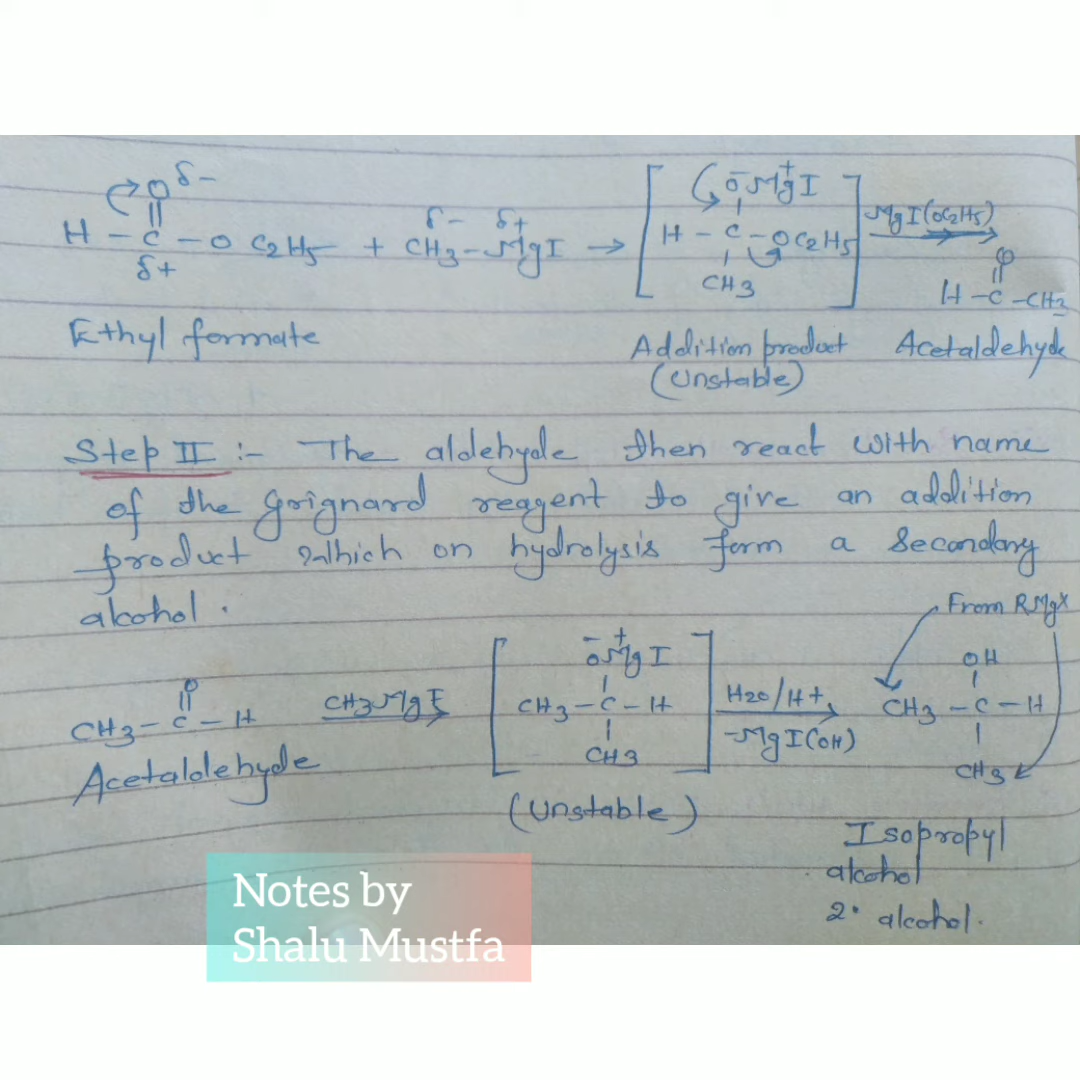 O δ-
||
H - C - O C2H5 + CH3 - MgI →
δ+
δ- δ+
[ O- Mg+ I
H - C - OC2H5
CH3 ]
MgI(OC2H5)
O
||
H - C - CH3
Ethyl formate
Addition product
(Unstable)
Acetaldehyde
Step II :- The aldehyde then react with name
of the Grignard reagent to give an addition
product which on hydrolysis form a secondary
alcohol.
From RMgX
O
||
CH3 - C - H
CH3MgI
[ -O +MgI
CH3 - C - H
CH3 ]
H2O/H+
-MgI(OH)
OH
CH3 - C - H
CH3
Acetaldehyde
(Unstable)
Isopropyl
alcohol
2° alcohol.
Notes by
Shalu Mustfa